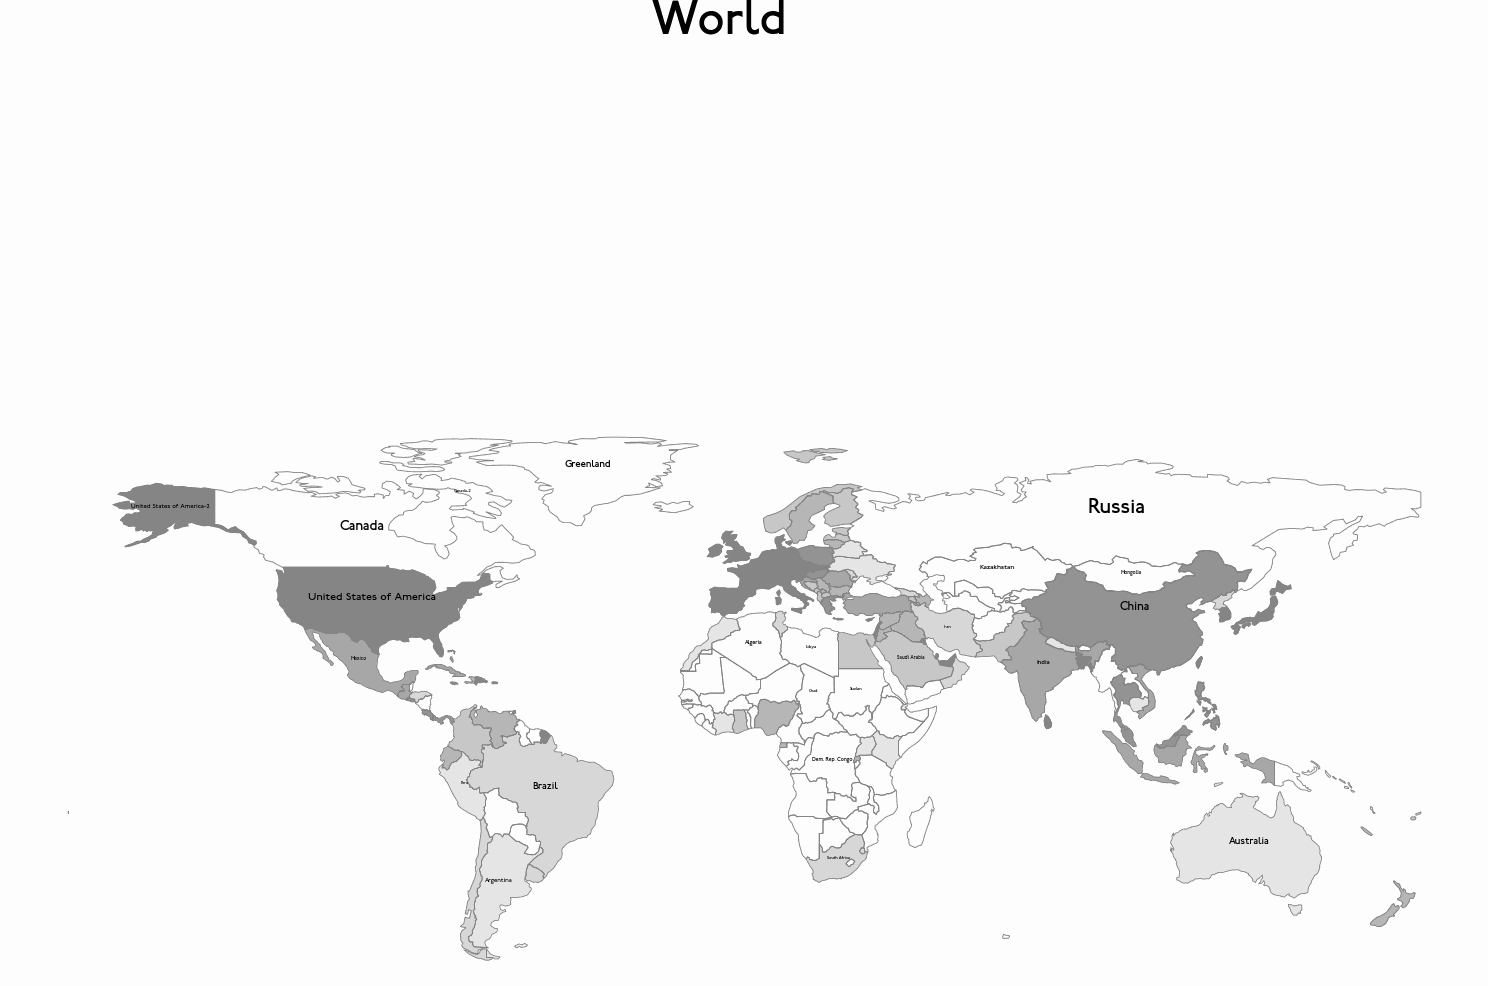 World
Greenland
Canada-2
United States of America-2
Russia
Canada
Kazakhstan
Mongolia
United States of America
China
Iran
Algeria
Libya
Mexico
Saudi Arabia
India
Chad
Sudan
Dem. Rep. Congo
Peru
Brazil
Australia
South Africa
Argentina